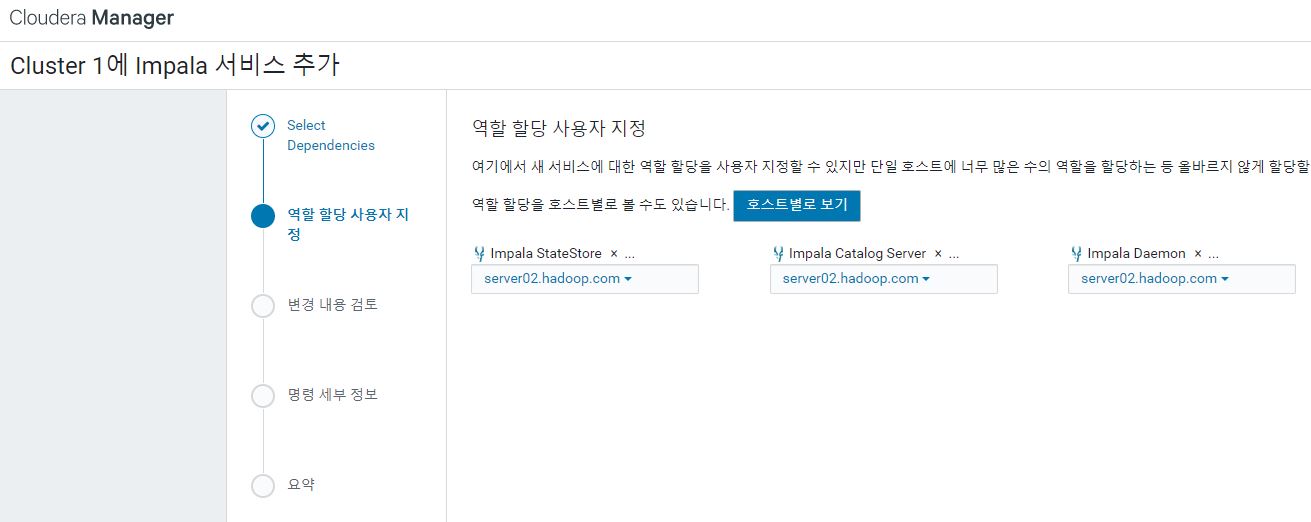 Cloudera Manager
Cluster 1에 Impala 서비스 추가
Select
Dependencies
역할 할당 사용자 지
정
변경 내용 검토
명령 세부 정보
요약
역할 할당 사용자 지정
여기에서 새 서비스에 대한 역할 할당을 사용자 지정할 수 있지만 단일 호스트에 너무 많은 수의 역할을 할당하는 등 올바르지 않게 할당할
역할 할당을 호스트별로 볼 수도 있습니다. 호스트별로 보기
Impala StateStore × ...
server02.hadoop.com
Impala Catalog Server × ...
server02.hadoop.com
Impala Daemon × ...
server02.hadoop.com